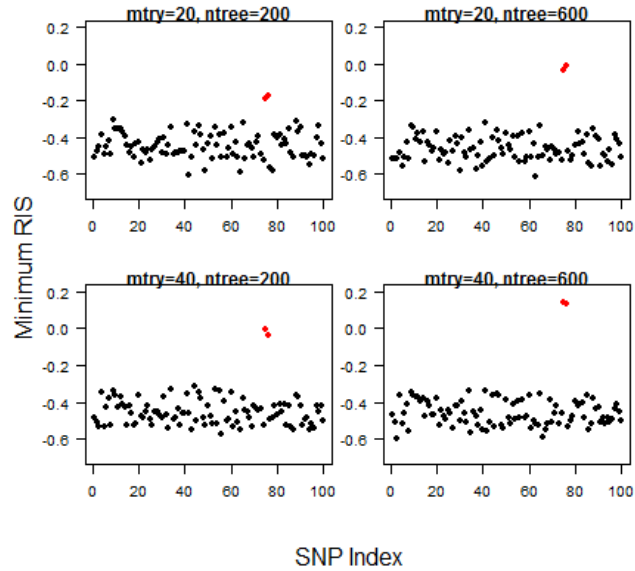 mtry=20, ntree=200
mtry=20, ntree=600
0.2
0.0
-0.2
-0.4
-0.6
0 20 40 60 80 100
0.2
0.0
-0.2
-0.4
-0.6
0 20 40 60 80 100
Minimum RIS
mtry=40, ntree=200
mtry=40, ntree=600
0.2
0.0
-0.2
-0.4
-0.6
0 20 40 60 80 100
0.2
0.0
-0.2
-0.4
-0.6
0 20 40 60 80 100
SNP Index